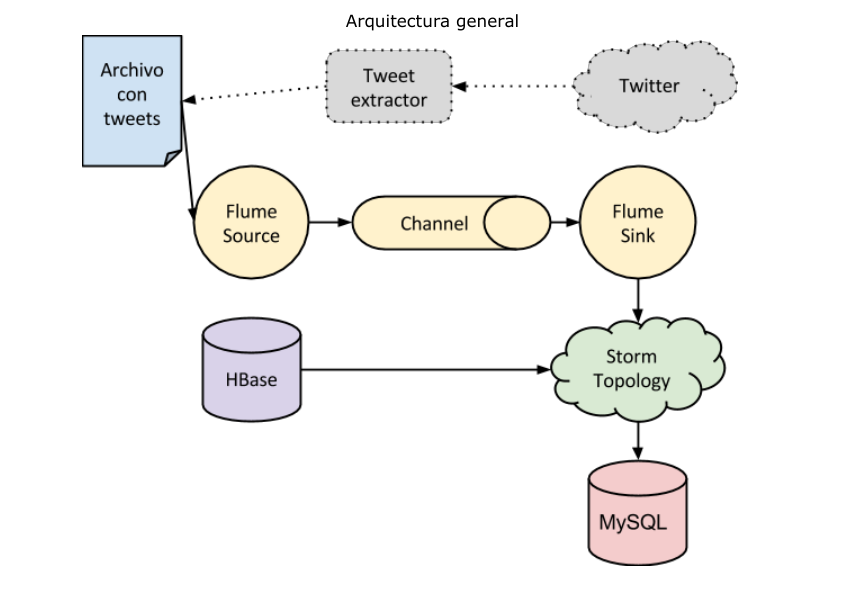 Arquitectura general
Archivo
con
tweets
Tweet
extractor
Twitter
Flume
Source
Channel
Flume
Sink
HBase
Storm
Topology
MySQL